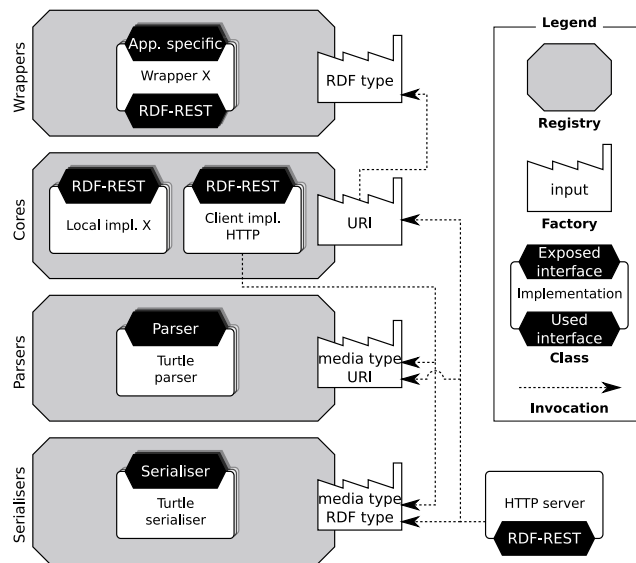 Wrappers
App. specific
Wrapper X
RDF-REST
RDF type
Cores
RDF-REST
Local impl. X
RDF-REST
Client impl.
HTTP
URI
Parsers
Parser
Turtle
parser
media type
URI
Serialisers
Serialiser
Turtle
serialiser
media type
RDF type
HTTP server
RDF-REST
Legend
Registry
input
Factory
Exposed
interface
Implementation
Used
interface
Class
Invocation